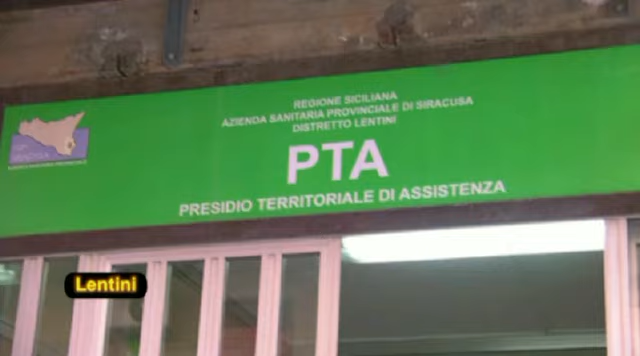 REGIONE SICILIANA
AZIENDA SANITARIA PROVINCIALE DI SIRACUSA
DISTRETTO LENTINI
PTA
PRESIDIO TERRITORIALE DI ASSISTENZA
Lentini